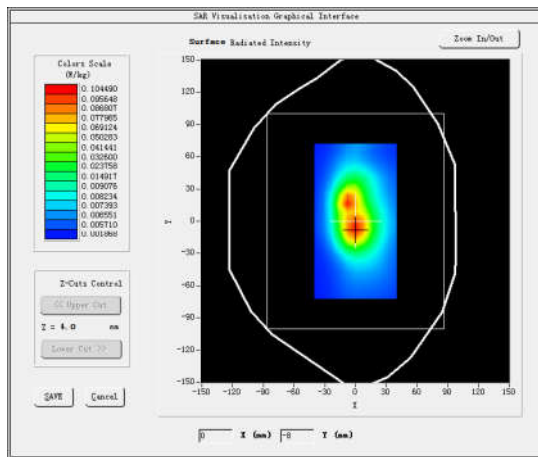 SAR Visualisation Graphical Interface
Surface Radiated Intensity
Zoom In/Out
Colors Scale
(W/kg)
0.104490
0.095648
0.086807
0.077965
0.069124
0.060283
0.041441
0.032600
0.023758
0.014917
0.009076
0.008234
0.007393
0.006551
0.005710
0.001868
150
120
90
60
30
0
-30
-60
-90
-120
-150
Y
-150 -120 -90 -60 -30 0 30 60 90 120 150
X
Z-Cuts Control
<< Upper Cut
Z = 4.0 mm
Lower Cut >>
SAVE Cancel
0 X (mm) -8 Y (mm)